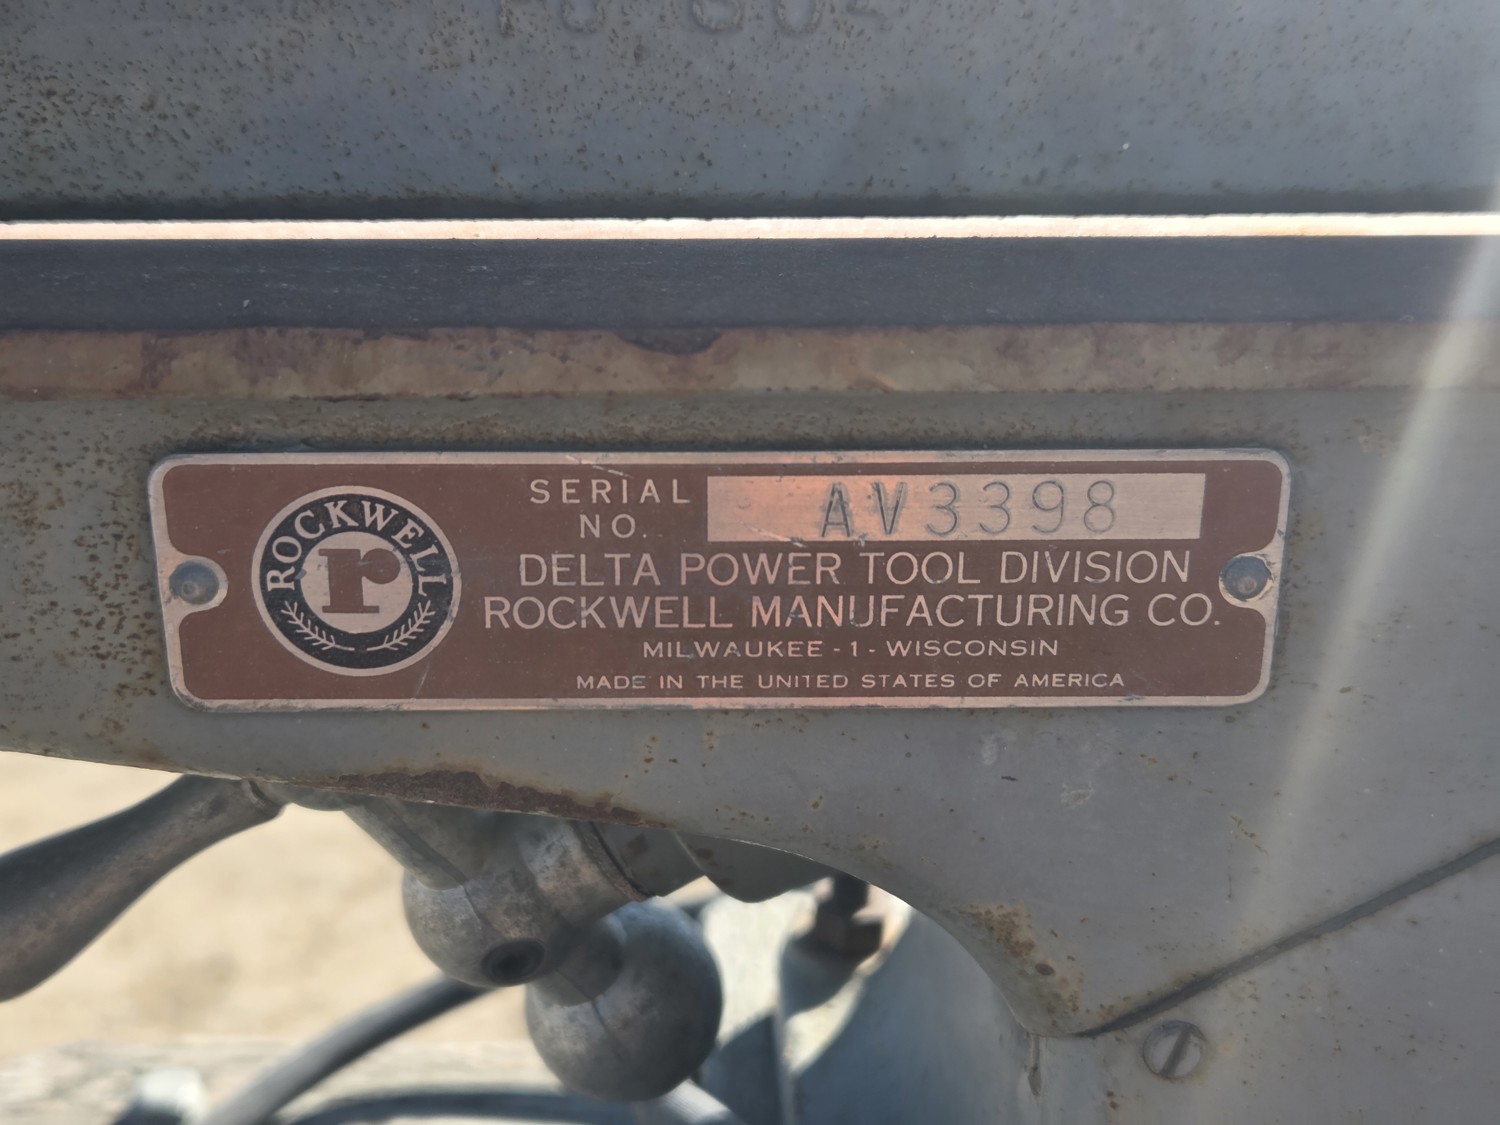 ROCKWELL
r
SERIAL NO. AV3398
DELTA POWER TOOL DIVISION
ROCKWELL MANUFACTURING CO.
MILWAUKEE - 1 - WISCONSIN
MADE IN THE UNITED STATES OF AMERICA